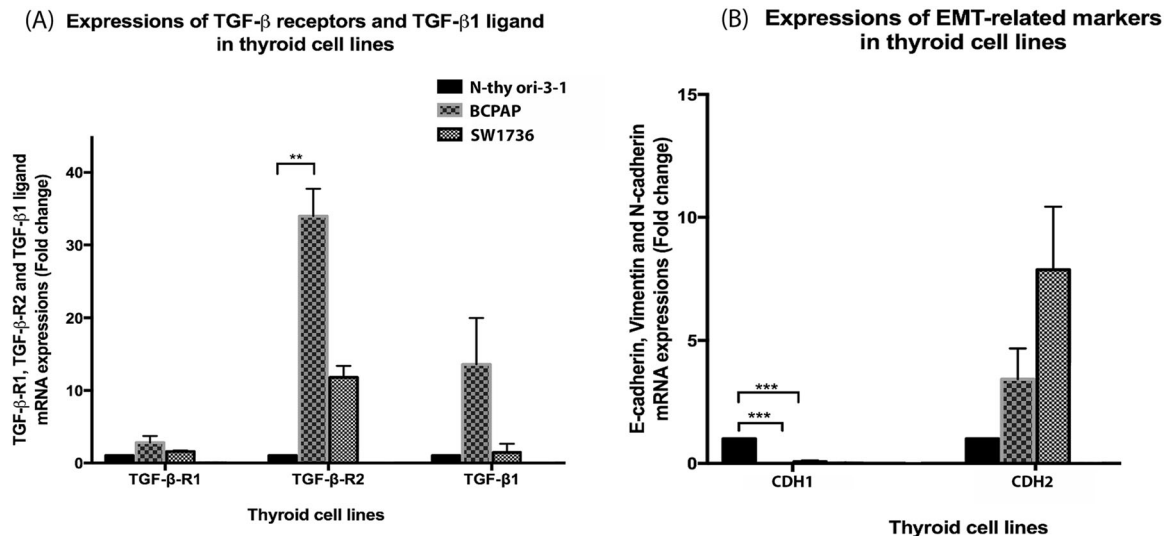 (A) Expressions of TGF-β receptors and TGF-β1 ligand
in thyroid cell lines
N-thy ori-3-1
BCPAP
SW1736
TGF-β-R1, TGF-β-R2 and TGF-β1 ligand
mRNA expressions (Fold change)
40
30
20
10
0
**
TGF-β-R1 TGF-β-R2 TGF-β1
Thyroid cell lines
(B) Expressions of EMT-related markers
in thyroid cell lines
E-cadherin, Vimentin and N-cadherin
mRNA expressions (Fold change)
15
10
5
0
***
***
CDH1 CDH2
Thyroid cell lines